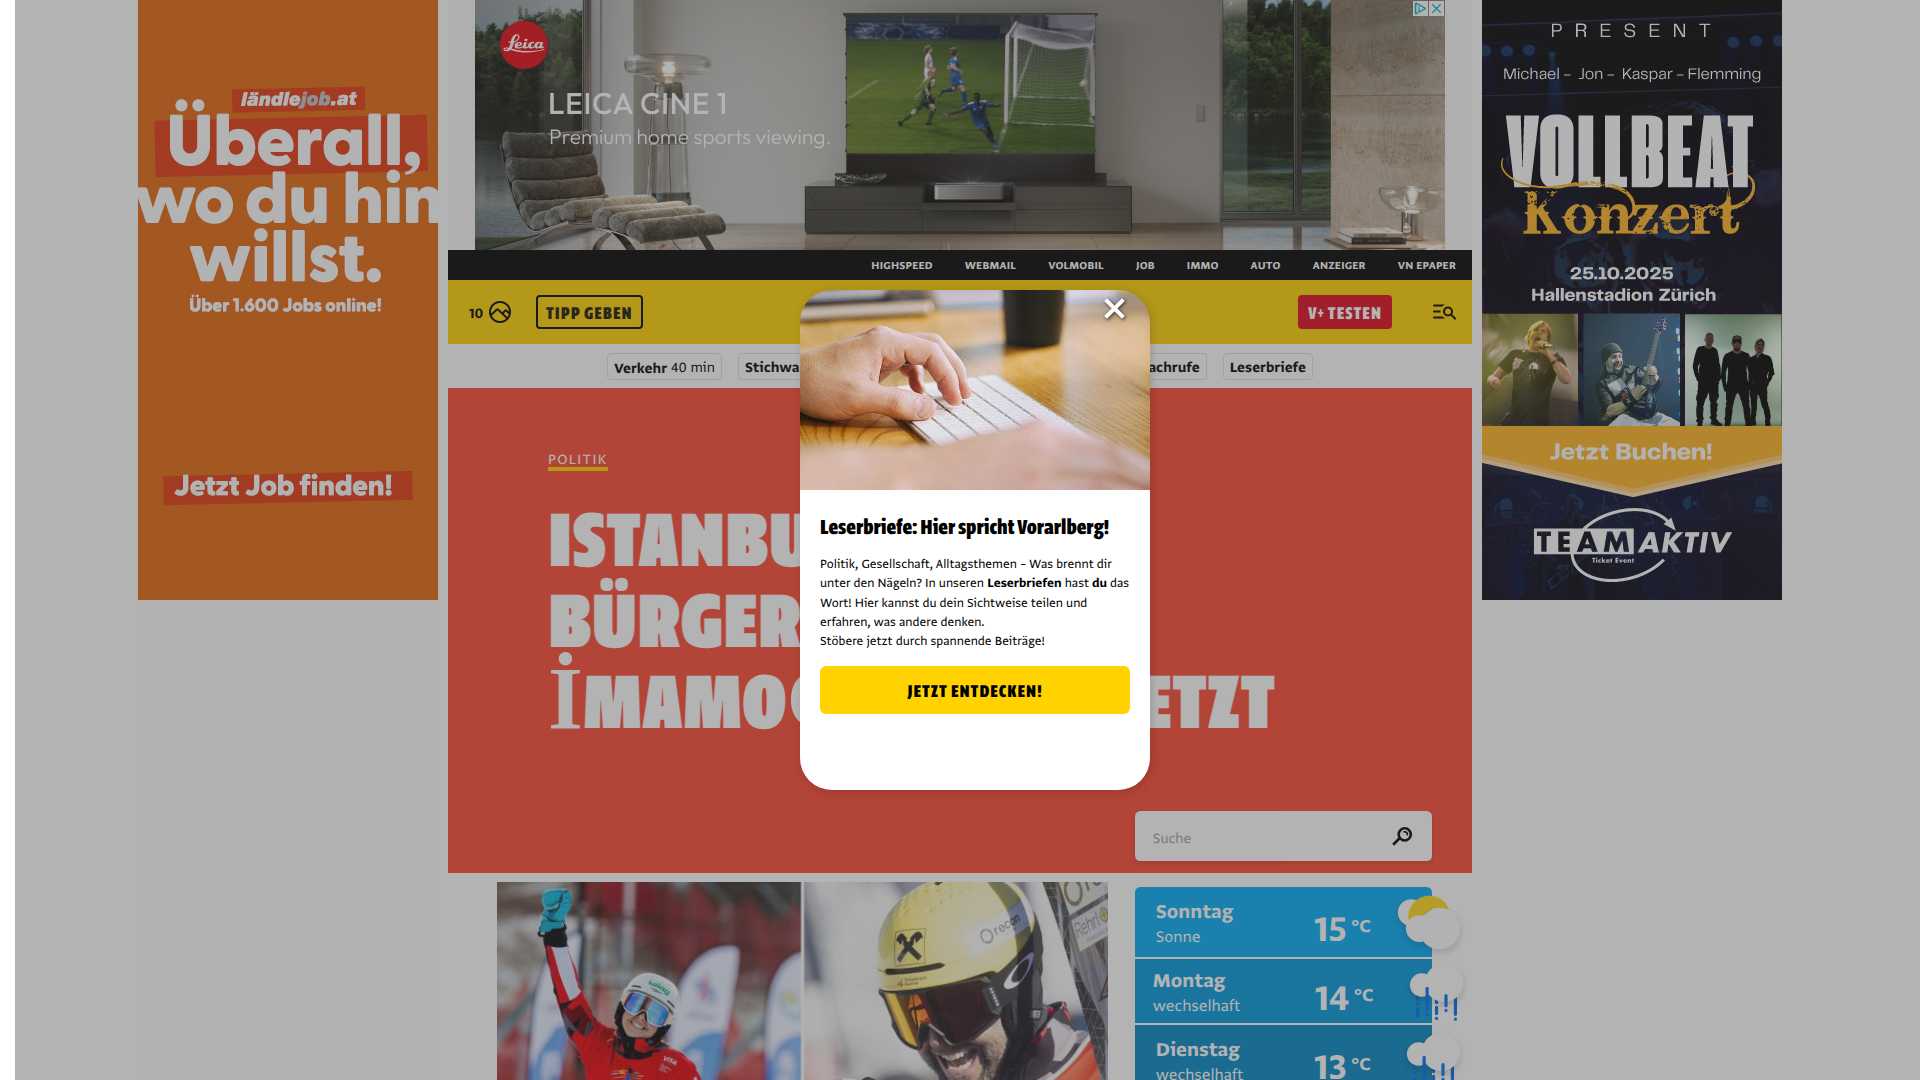 ländlejob.at
Überall,
wo du hin
willst.
Über 1.600 Jobs online!
Jetzt Job finden!
Leica
LEICA CINE 1
Premium home sports viewing.
PRESENT
Michael - Jon - Kaspar - Flemming
VOLLBEAT
Konzert
25.10.2025
Hallenstadion Zürich
Jetzt Buchen!
TEAM AKTIV
Ticket Event
HIGHSPEED WEBMAIL VOLMOBIL JOB IMMO AUTO ANZEIGER VN EPAPER
10 TIPP GEBEN V+ TESTEN
Verkehr 40 min Stichwa achrufe Leserbriefe
POLITIK
ISTANBU
BÜRGER
İMAMO ETZT
Leserbriefe: Hier spricht Vorarlberg!
Politik, Gesellschaft, Alltagsthemen – Was brennt dir
unter den Nägeln? In unseren Leserbriefen hast du das
Wort! Hier kannst du dein Sichtweise teilen und
erfahren, was andere denken.
Stöbere jetzt durch spannende Beiträge!
JETZT ENTDECKEN!
Suche
recon
Sonntag
Sonne
15 °C
Montag
wechselhaft
14 °C
Dienstag
wechselhaft
13 °C